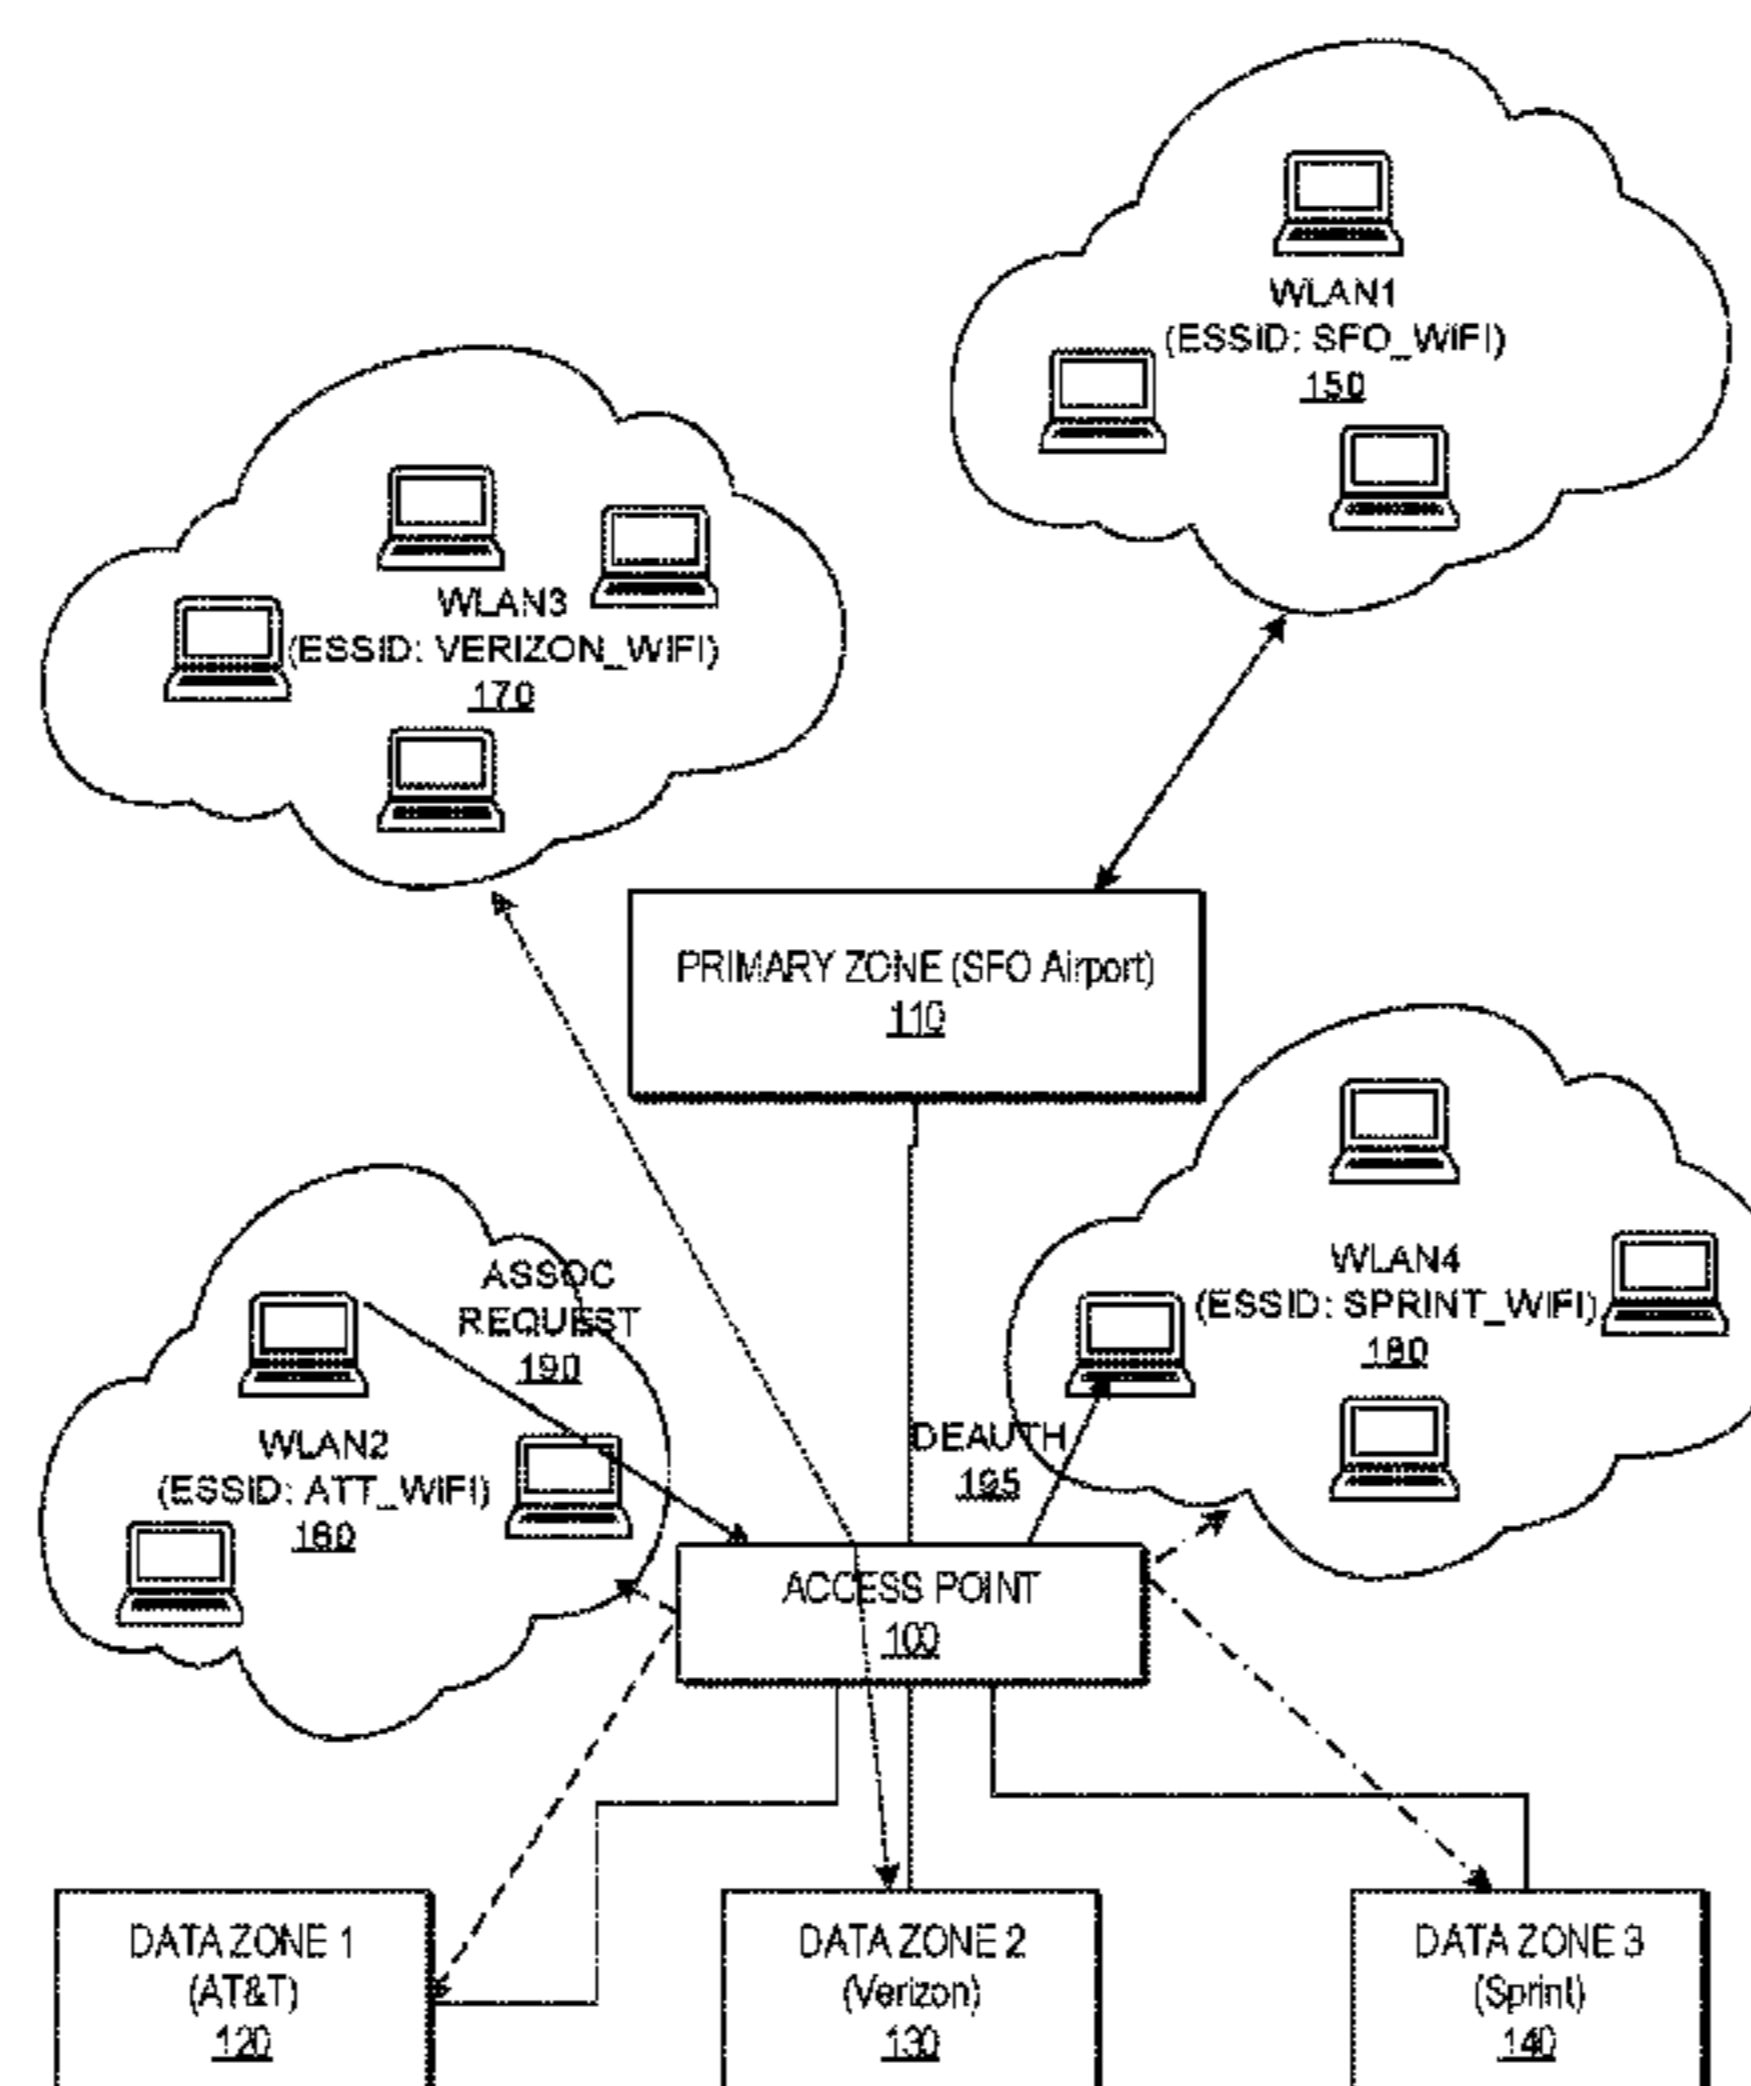 WLAN1
(ESSID: SFO_WIFI)
150
WLAN3
(ESSID: VERIZON_WIFI)
170
PRIMARY ZONE (SFO Airport)
110
ASSOC
REQUEST
190
WLAN4
(ESSID: SPRINT_WIFI)
180
WLAN2
(ESSID: ATT_WIFI)
160
DEAUTH
195
ACCESS POINT
100
DATA ZONE 1
(AT&T)
120
DATA ZONE 2
(Verizon)
130
DATA ZONE 3
(Sprint)
140